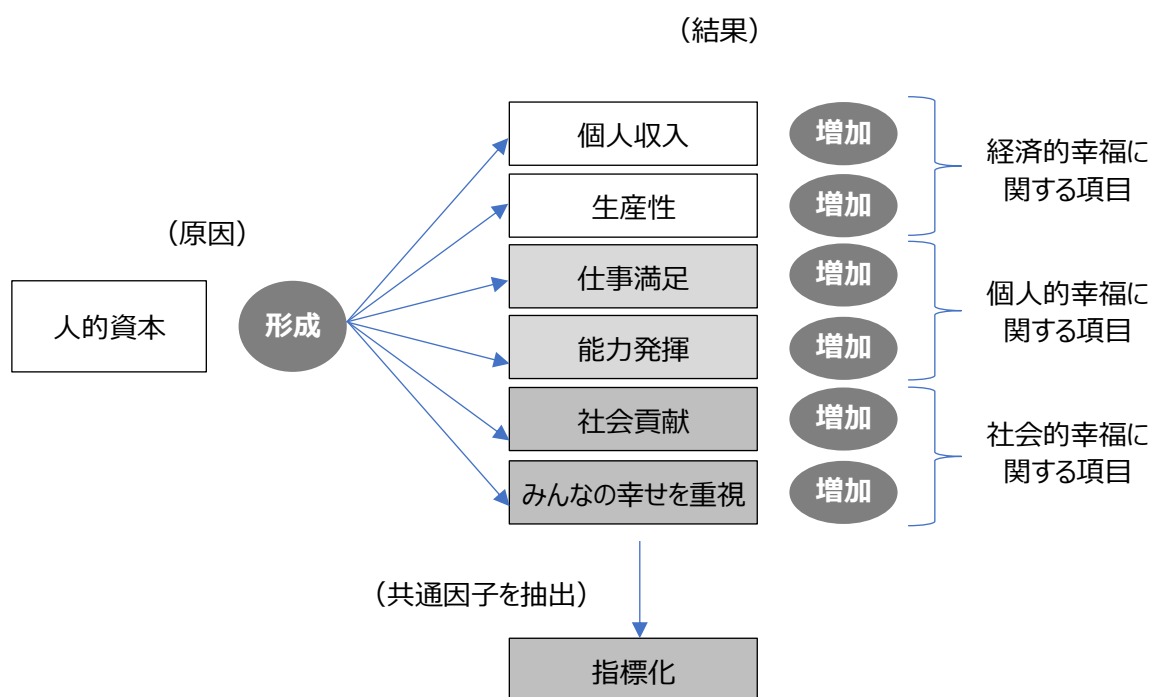 （結果）
個人収入
増加
経済的幸福に
関する項目
生産性
増加
（原因）
人的資本
形成
仕事満足
増加
個人的幸福に
関する項目
能力発揮
増加
社会貢献
増加
社会的幸福に
関する項目
みんなの幸せを重視
増加
（共通因子を抽出）
指標化